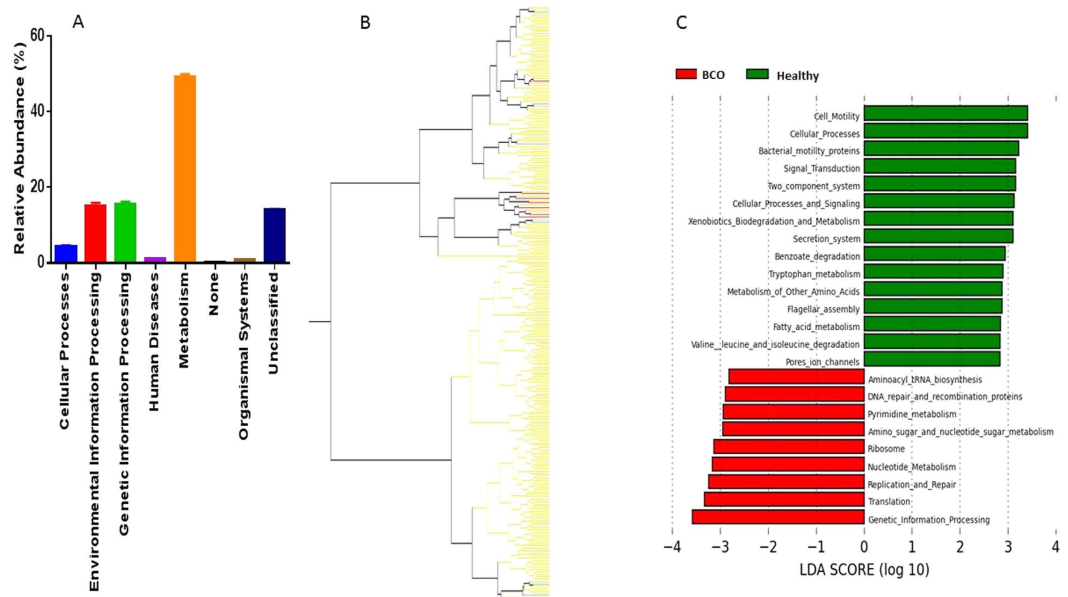 A
Relative Abundance (%)
60
40
20
0
Cellular Processes
Environmental Information Processing
Genetic Information Processing
Human Diseases
Metabolism
None
Organismal Systems
Unclassified
B
C
BCO
Healthy
Cell_Motility
Cellular_Processes
Bacterial_motility_proteins
Signal_Transduction
Two_component_system
Cellular_Processes_and_Signaling
Xenobiotics_Biodegradation_and_Metabolism
Secretion_system
Benzoate_degradation
Tryptophan_metabolism
Metabolism_of_Other_Amino_Acids
Flagellar_assembly
Fatty_acid_metabolism
Valine__leucine_and_isoleucine_degradation
Pores_ion_channels
Aminoacyl_tRNA_biosynthesis
DNA_repair_and_recombination_proteins
Pyrimidine_metabolism
Amino_sugar_and_nucleotide_sugar_metabolism
Ribosome
Nucleotide_Metabolism
Replication_and_Repair
Translation
Genetic_Information_Processing
−4 −3 −2 −1 0 1 2 3 4
LDA SCORE (log 10)